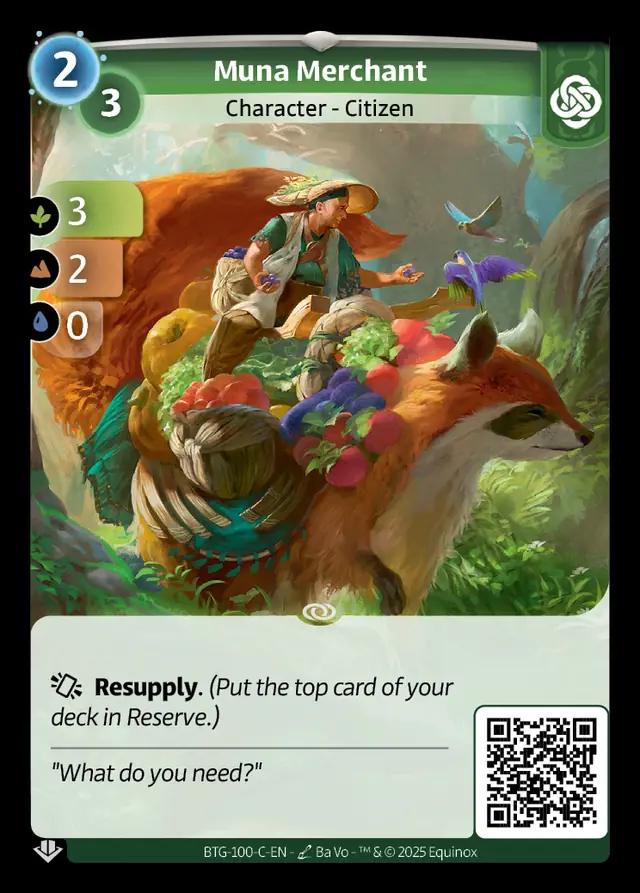 2
Muna Merchant
3
Character - Citizen
3
2
0
Resupply. (Put the top card of your
deck in Reserve.)
"What do you need?"
BTG-100-C-EN - Ba Vo - ™ & © 2025 Equinox